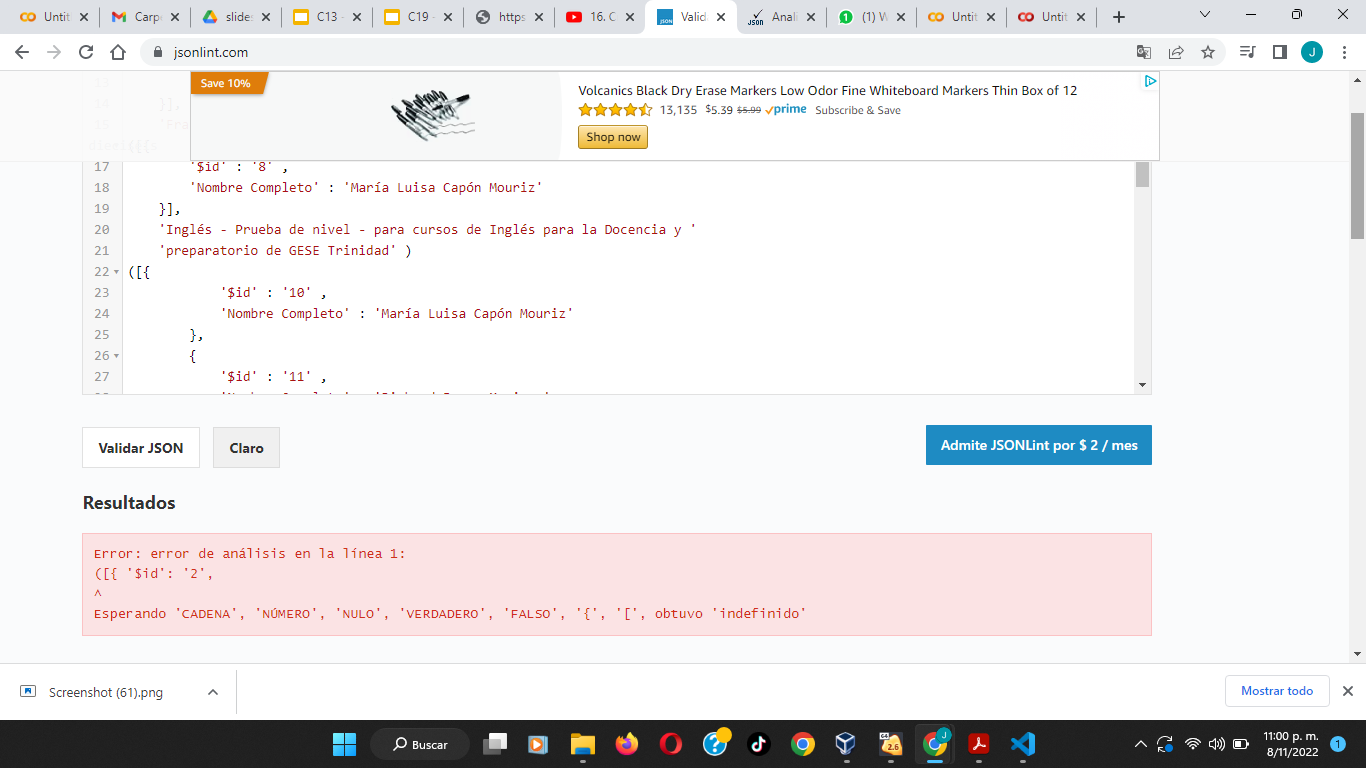 Untit
Carpe
slides
C13 -
C19 -
https
16. C
Valid
Anali
(1) W
Untit
Untit
jsonlint.com
J
Save 10%
Volcanics Black Dry Erase Markers Low Odor Fine Whiteboard Markers Thin Box of 12
13,135 $5.39 $5.99 prime Subscribe & Save
Shop now
17 '$id' : '8' ,
18 'Nombre Completo' : 'María Luisa Capón Mouriz'
19 }],
20 'Inglés - Prueba de nivel - para cursos de Inglés para la Docencia y '
21 'preparatorio de GESE Trinidad' )
22 ([{
23 '$id' : '10' ,
24 'Nombre Completo' : 'María Luisa Capón Mouriz'
25 },
26 {
27 '$id' : '11' ,
Validar JSON
Claro
Admite JSONLint por $ 2 / mes
Resultados
Error: error de análisis en la línea 1:
([{ '$id': '2',
^
Esperando 'CADENA', 'NÚMERO', 'NULO', 'VERDADERO', 'FALSO', '{', '[', obtuvo 'indefinido'
Screenshot (61).png
Mostrar todo
Buscar
11:00 p. m.
8/11/2022
1